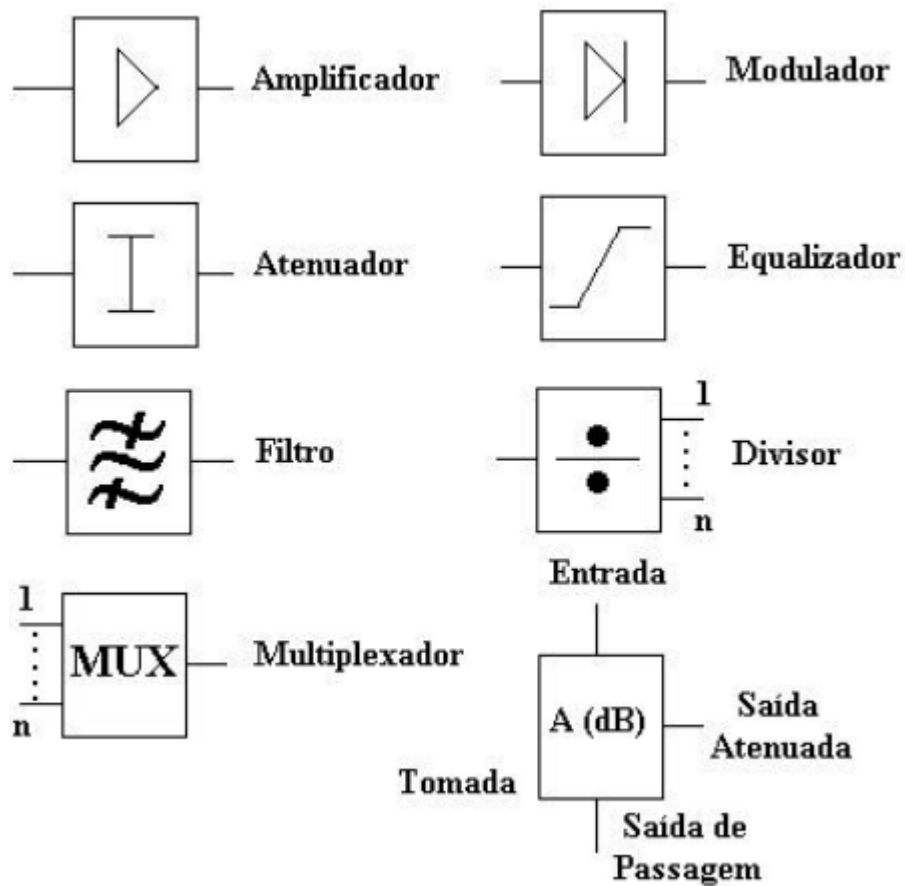 Amplificador
Modulador
Atenuador
Equalizador
Filtro
1
n
Divisor
1
n
MUX
Multiplexador
Entrada
A (dB)
Saída
Atenuada
Tomada
Saída de
Passagem